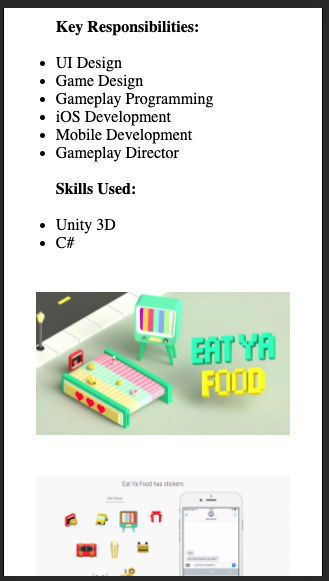 Key Responsibilities:
UI Design
Game Design
Gameplay Programming
iOS Development
Mobile Development
Gameplay Director
Skills Used:
Unity 3D
C#
EAT YA
FOOD
Eat Ya Food has stickers